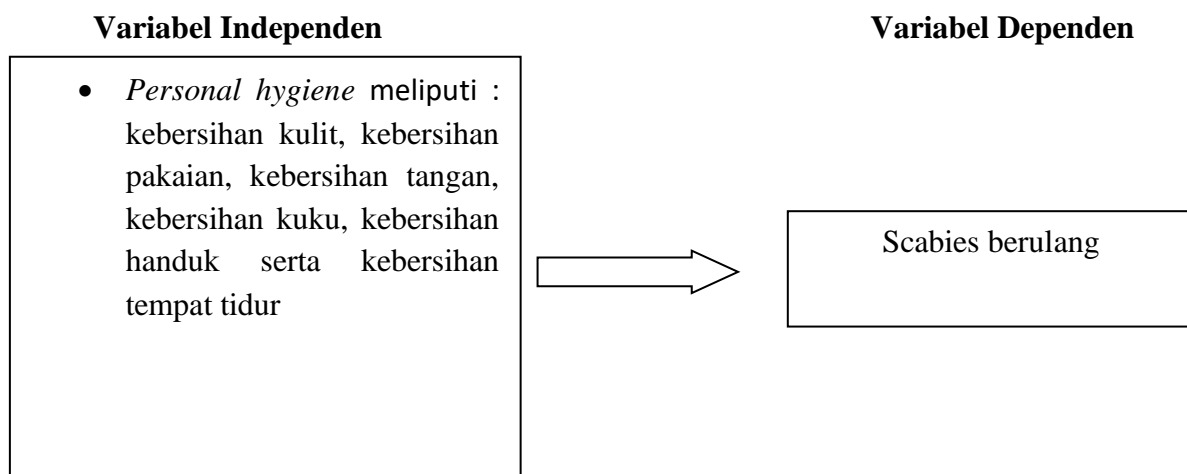 Variabel Independen
• Personal hygiene meliputi :
kebersihan kulit, kebersihan
pakaian, kebersihan tangan,
kebersihan kuku, kebersihan
handuk serta kebersihan
tempat tidur
Variabel Dependen
Scabies berulang